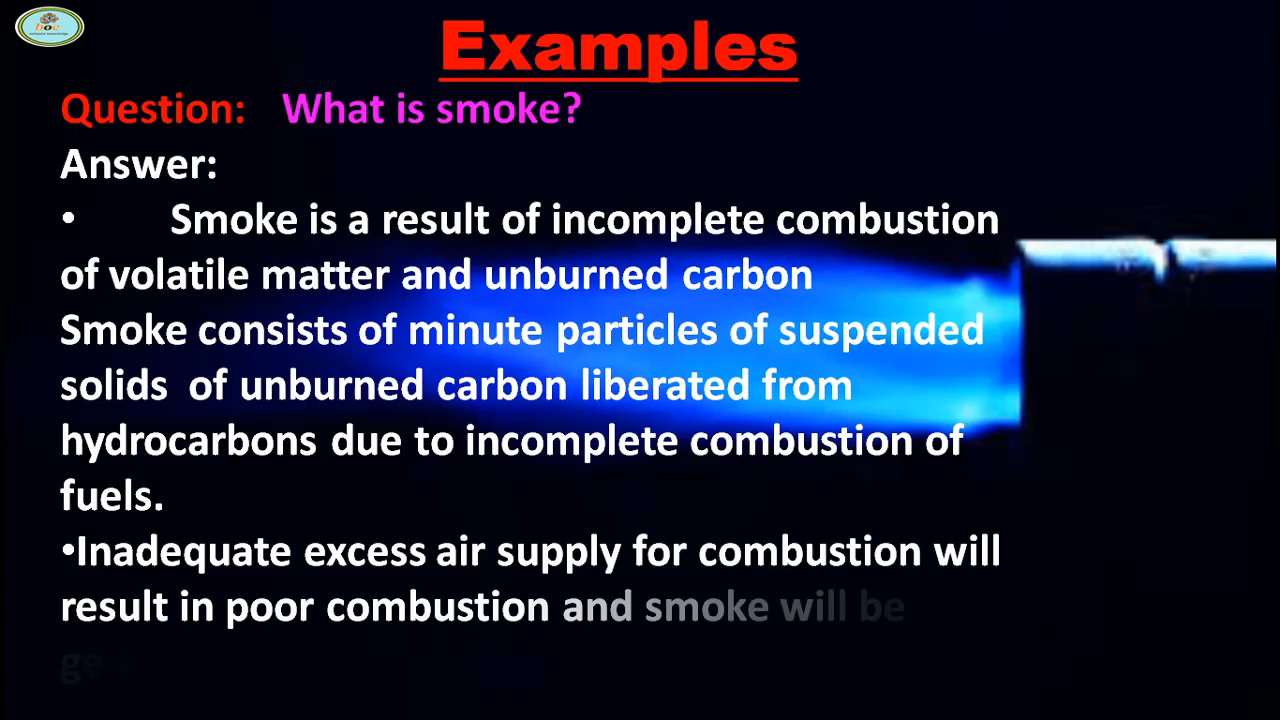 Examples
Question: What is smoke?
Answer:
• Smoke is a result of incomplete combustion
of volatile matter and unburned carbon
Smoke consists of minute particles of suspended
solids of unburned carbon liberated from
hydrocarbons due to incomplete combustion of
fuels.
•Inadequate excess air supply for combustion will
result in poor combustion and smoke will be